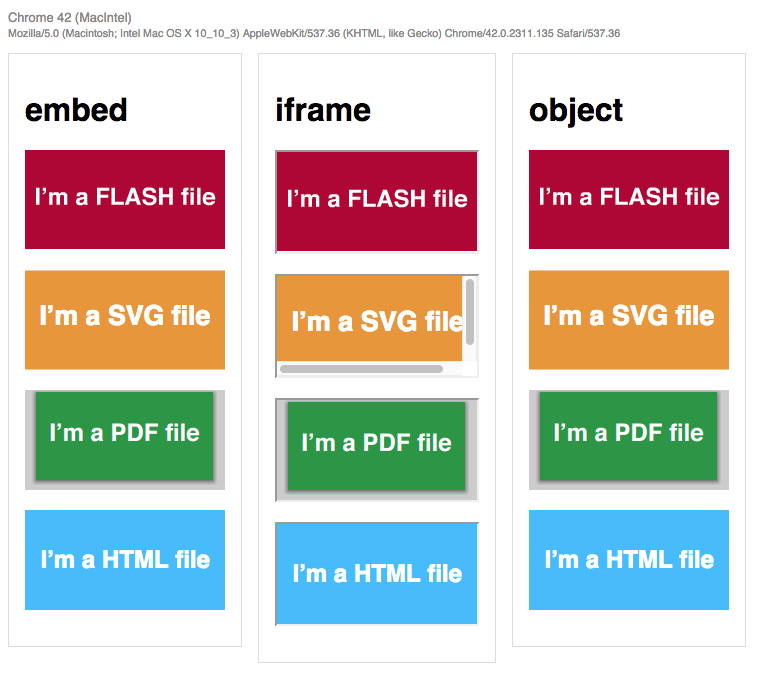 Chrome 42 (MacIntel)
Mozilla/5.0 (Macintosh; Intel Mac OS X 10_10_3) AppleWebKit/537.36 (KHTML, like Gecko) Chrome/42.0.2311.135 Safari/537.36
embed
I’m a FLASH file
I’m a SVG file
I’m a PDF file
I’m a HTML file
iframe
I’m a FLASH file
I’m a SVG file
I’m a PDF file
I’m a HTML file
object
I’m a FLASH file
I’m a SVG file
I’m a PDF file
I’m a HTML file